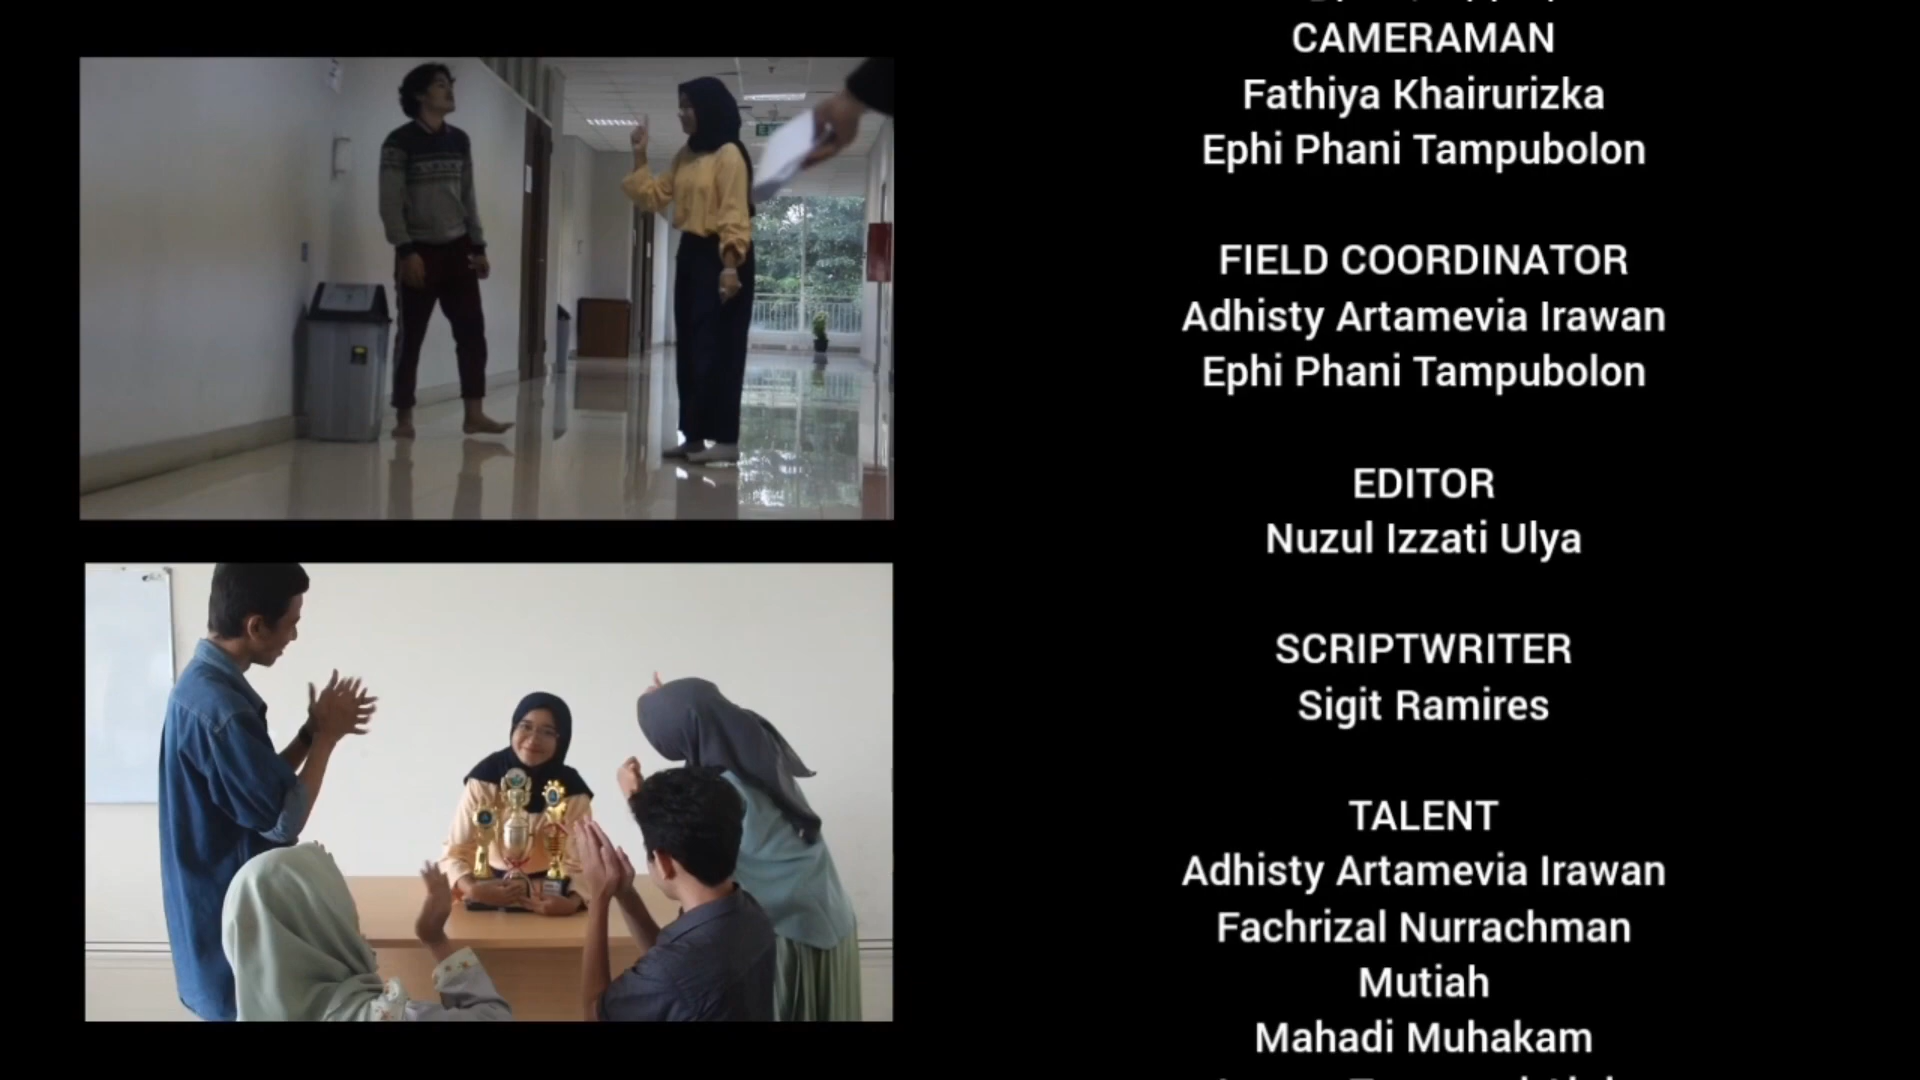 CAMERAMAN
Fathiya Khairurizka
Ephi Phani Tampubolon
FIELD COORDINATOR
Adhisty Artamevia Irawan
Ephi Phani Tampubolon
EDITOR
Nuzul Izzati Ulya
SCRIPTWRITER
Sigit Ramires
TALENT
Adhisty Artamevia Irawan
Fachrizal Nurrachman
Mutiah
Mahadi Muhakam